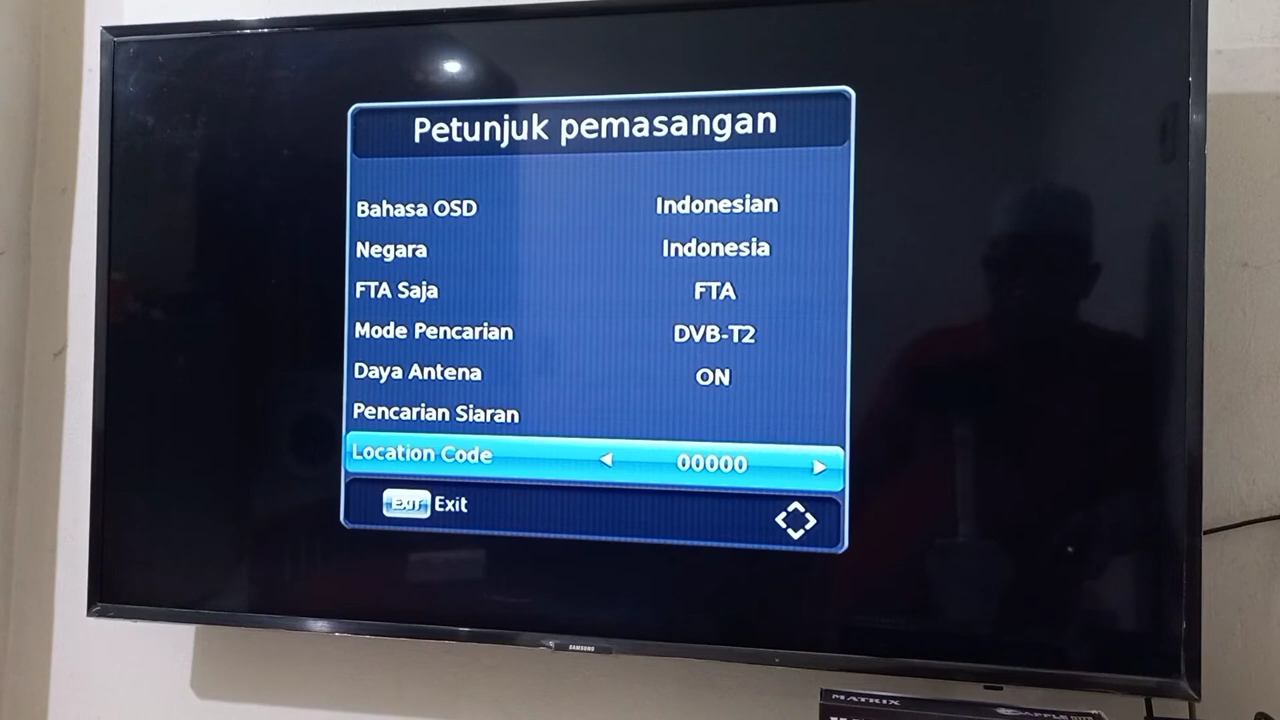 Petunjuk pemasangan
Bahasa OSD Indonesian
Negara Indonesia
FTA Saja FTA
Mode Pencarian DVB-T2
Daya Antena ON
Pencarian Siaran
Location Code 00000
EXIT Exit
SAMSUNG
MATRIX APPLE